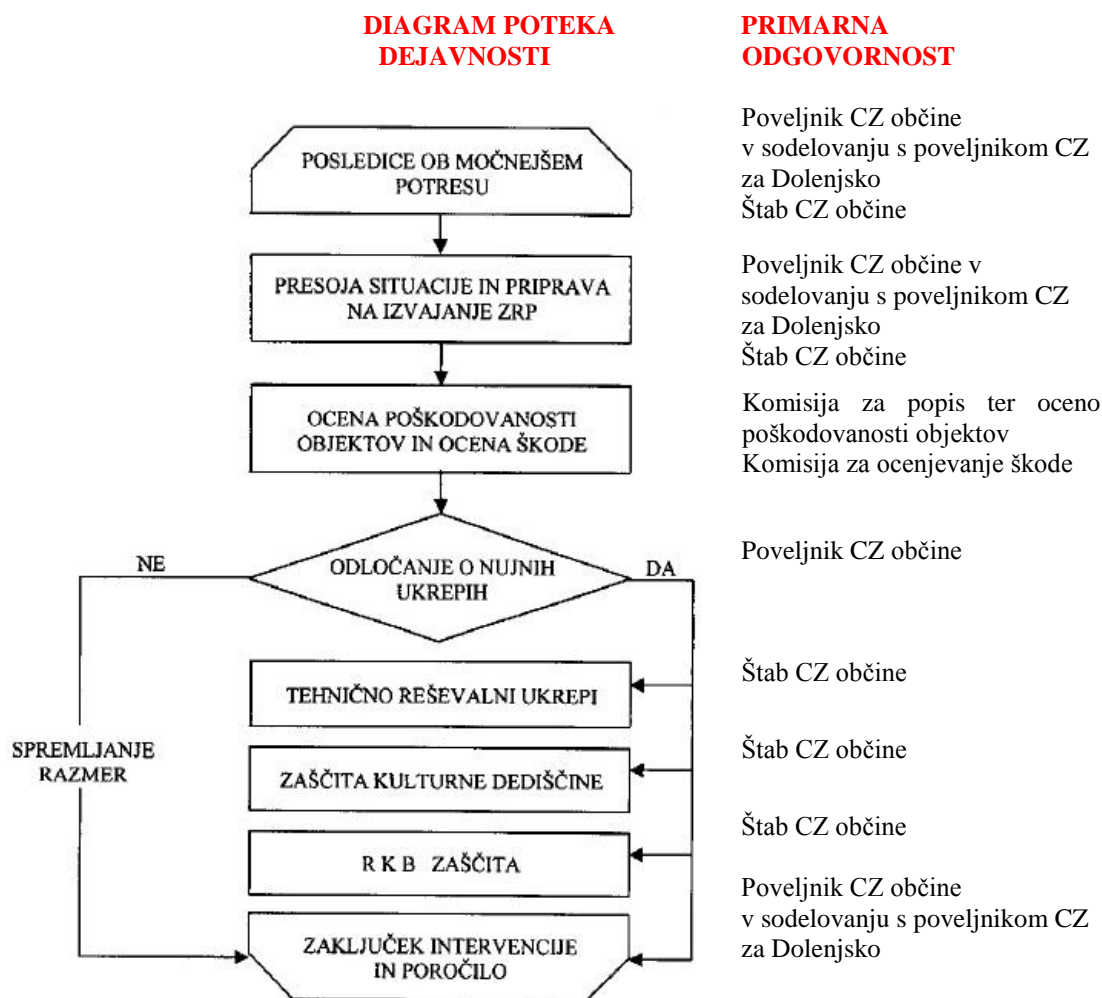 DIAGRAM POTEKA
DEJAVNOSTI
PRIMARNA
ODGOVORNOST
POSLEDICE OB MOČNEJŠEM
POTRESU
Poveljnik CZ občine
v sodelovanju s poveljnikom CZ
za Dolenjsko
Štab CZ občine
PRESOJA SITUACIJE IN PRIPRAVA
NA IZVAJANJE ZRP
Poveljnik CZ občine v
sodelovanju s poveljnikom CZ
za Dolenjsko
Štab CZ občine
OCENA POŠKODOVANOSTI
OBJEKTOV IN OCENA ŠKODE
Komisija za popis ter oceno
poškodovanosti objektov
Komisija za ocenjevanje škode
NE
ODLOČANJE O NUJNIH
UKREPIH
DA
Poveljnik CZ občine
TEHNIČNO REŠEVALNI UKREPI
Štab CZ občine
SPREMLJANJE
RAZMER
ZAŠČITA KULTURNE DEDIŠČINE
Štab CZ občine
R K B ZAŠČITA
Štab CZ občine
ZAKLJUČEK INTERVENCIJE
IN POROČILO
Poveljnik CZ občine
v sodelovanju s poveljnikom CZ
za Dolenjsko